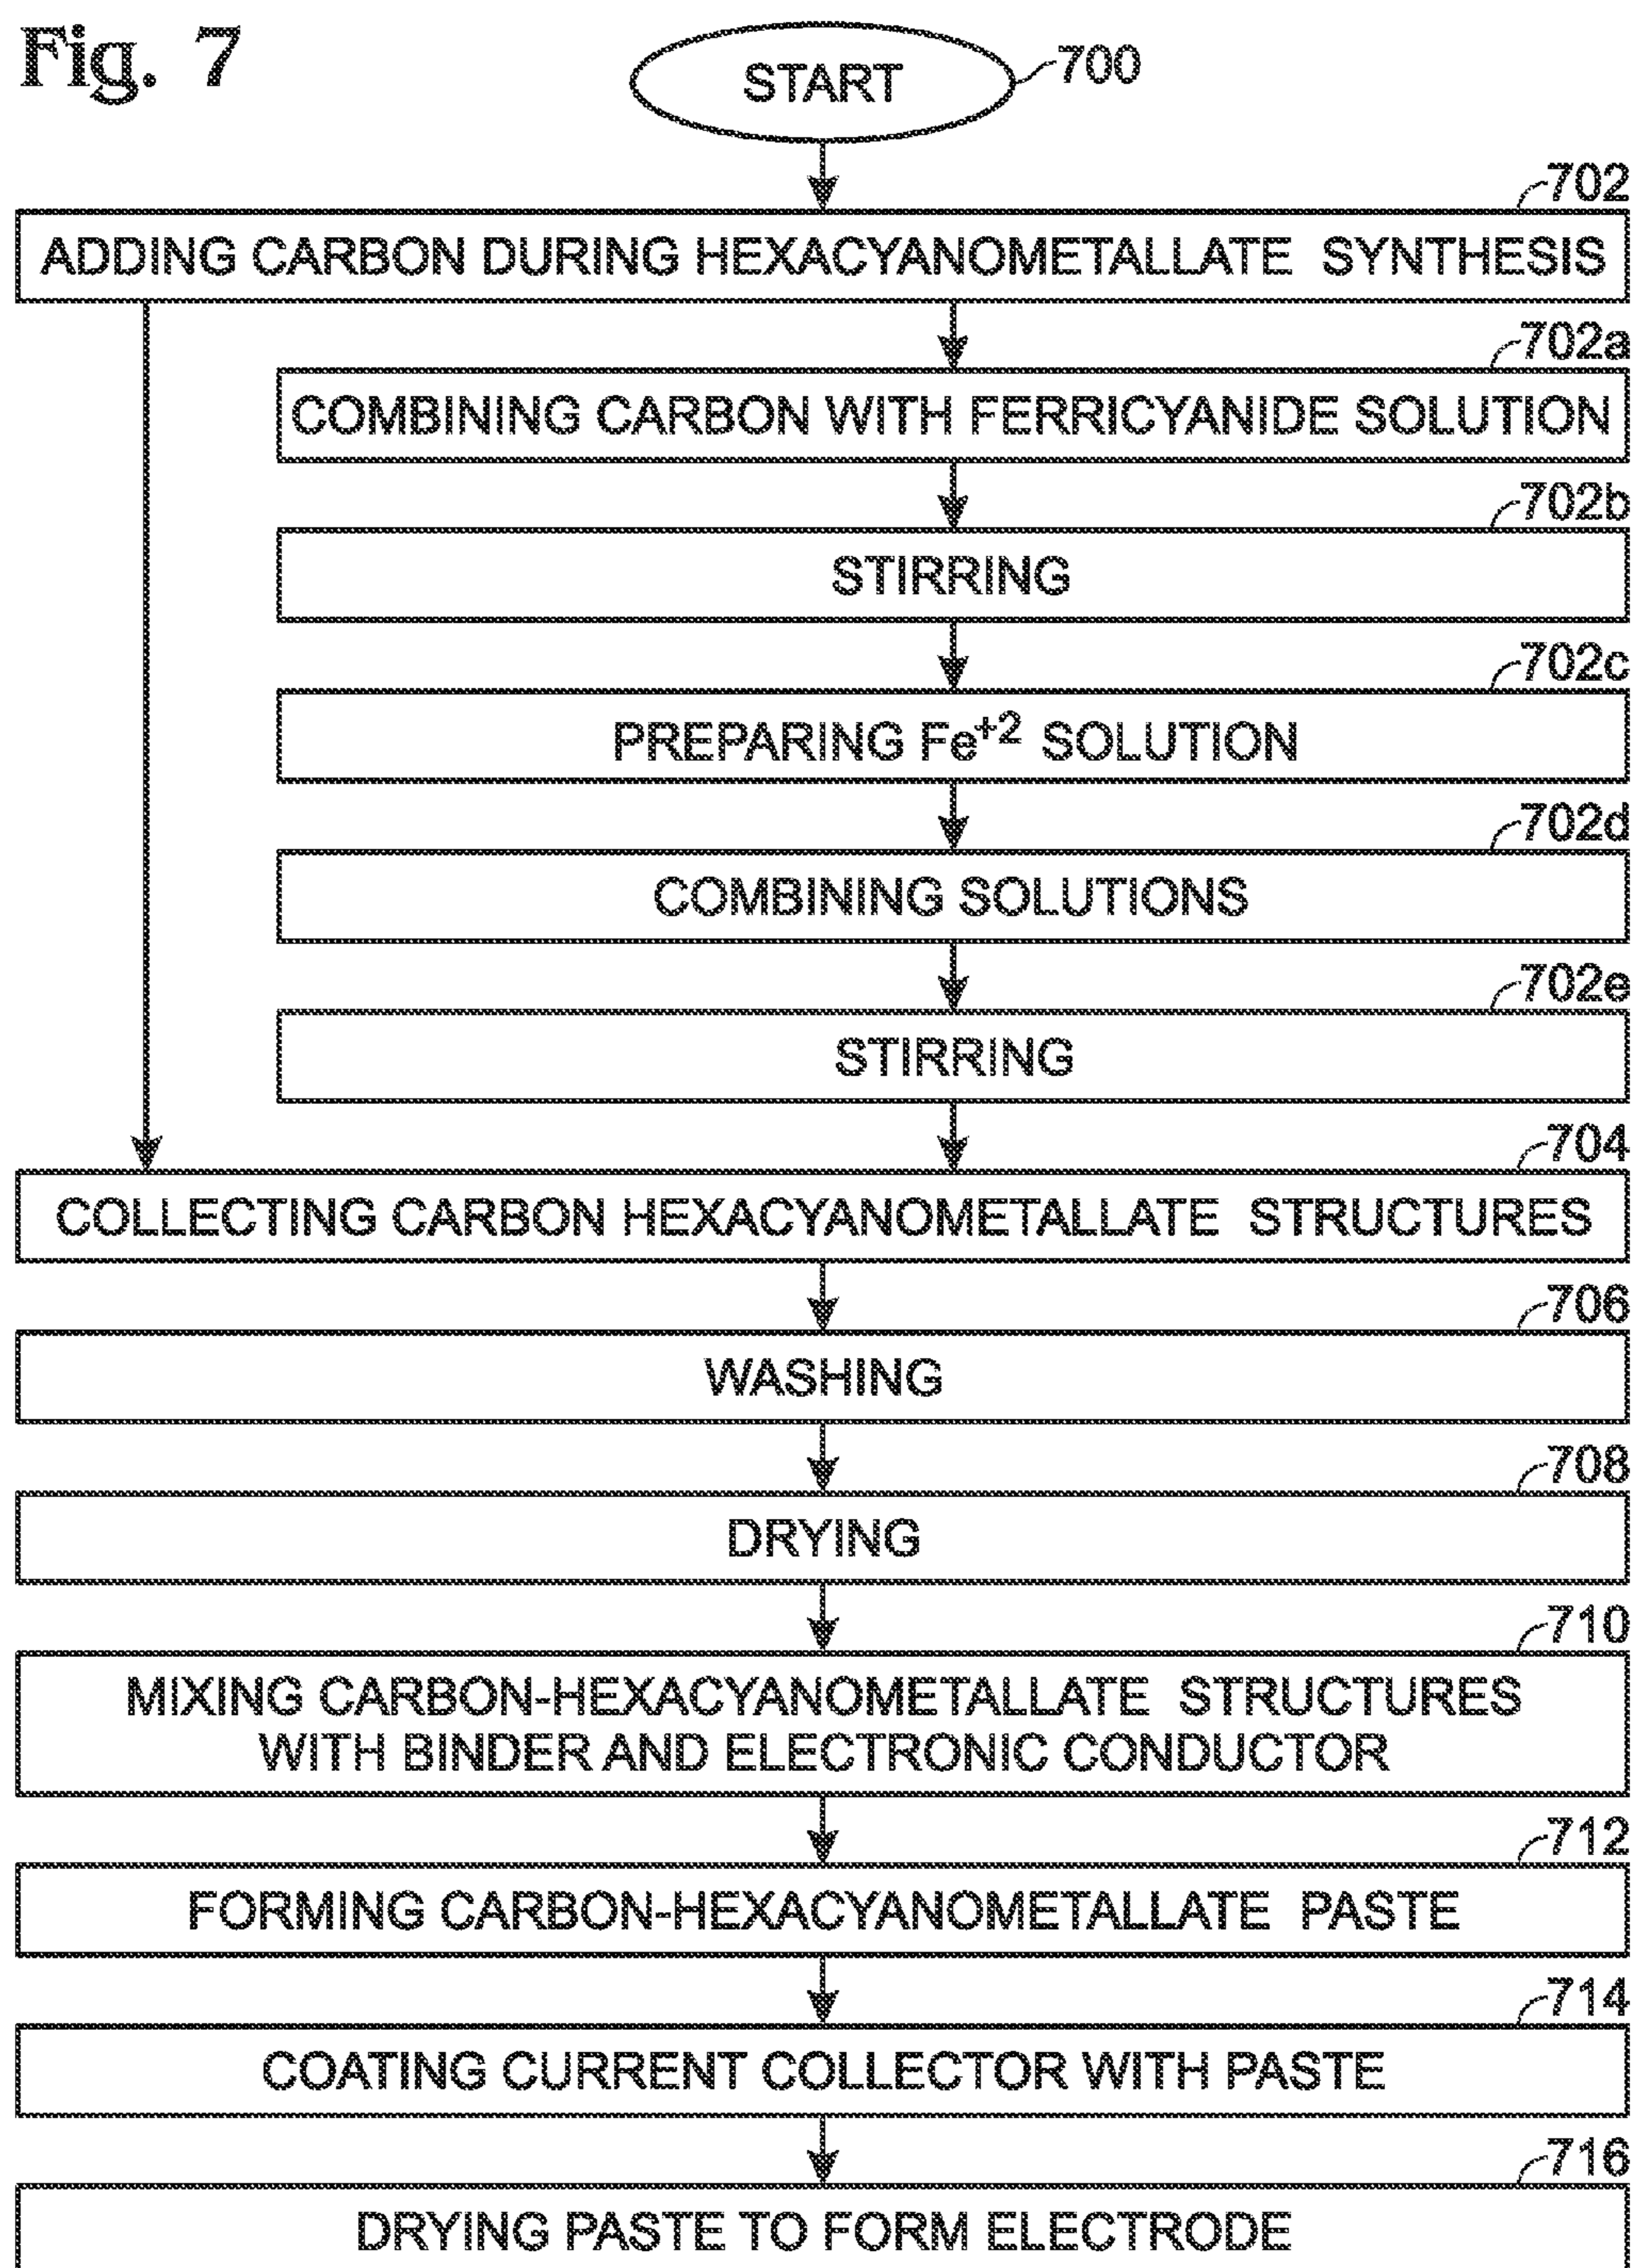 Fig. 7
START
700
702
ADDING CARBON DURING HEXACYANOMETALLATE SYNTHESIS
702a
COMBINING CARBON WITH FERRICYANIDE SOLUTION
702b
STIRRING
702c
PREPARING Fe⁺² SOLUTION
702d
COMBINING SOLUTIONS
702e
STIRRING
704
COLLECTING CARBON HEXACYANOMETALLATE STRUCTURES
706
WASHING
708
DRYING
710
MIXING CARBON-HEXACYANOMETALLATE STRUCTURES
WITH BINDER AND ELECTRONIC CONDUCTOR
712
FORMING CARBON-HEXACYANOMETALLATE PASTE
714
COATING CURRENT COLLECTOR WITH PASTE
716
DRYING PASTE TO FORM ELECTRODE